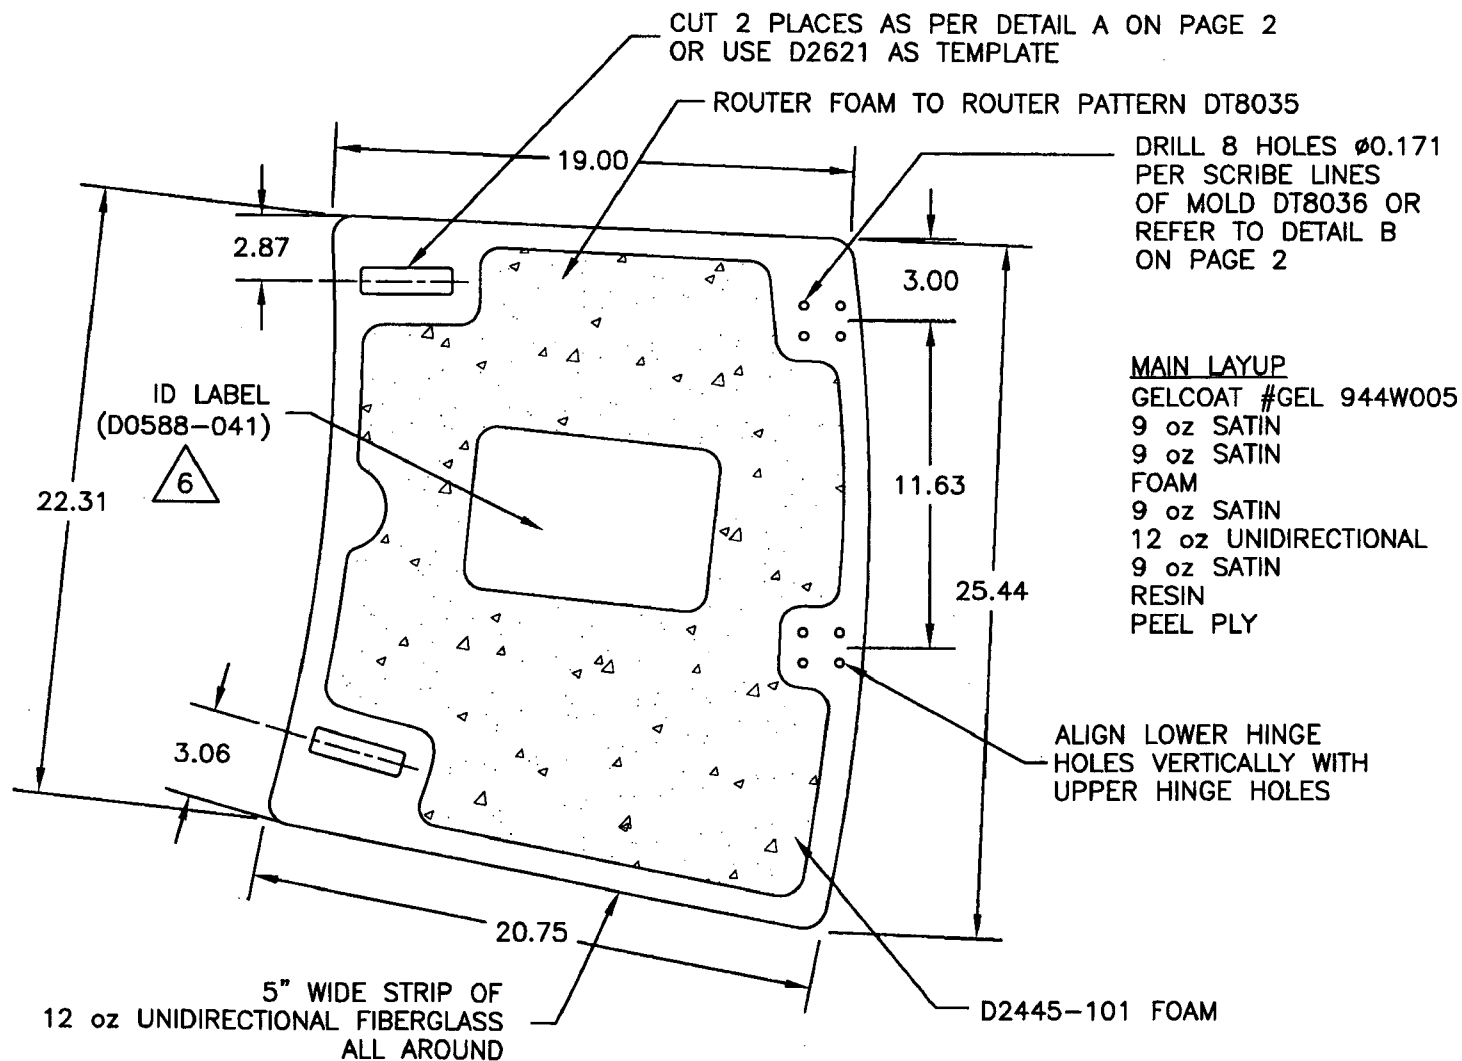 CUT 2 PLACES AS PER DETAIL A ON PAGE 2
OR USE D2621 AS TEMPLATE
ROUTER FOAM TO ROUTER PATTERN DT8035
DRILL 8 HOLES ø0.171
PER SCRIBE LINES
OF MOLD DT8036 OR
REFER TO DETAIL B
ON PAGE 2
19.00
2.87
3.00
ID LABEL
(D0588-041)
6
22.31
11.63
25.44
MAIN LAYUP
GELCOAT #GEL 944W005
9 oz SATIN
9 oz SATIN
FOAM
9 oz SATIN
12 oz UNIDIRECTIONAL
9 oz SATIN
RESIN
PEEL PLY
3.06
ALIGN LOWER HINGE
HOLES VERTICALLY WITH
UPPER HINGE HOLES
20.75
5" WIDE STRIP OF
12 oz UNIDIRECTIONAL FIBERGLASS
ALL AROUND
D2445-101 FOAM